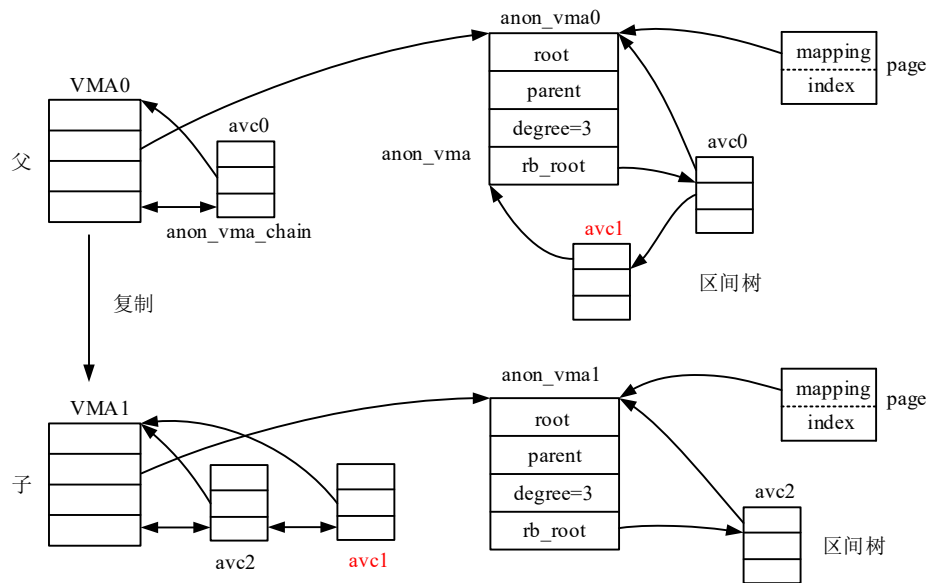 anon_vma0
root
mapping
page
index
VMA0
parent
avc0
degree=3
avc0
父
anon_vma
rb_root
anon_vma_chain
avc1
区间树
复制
anon_vma1
mapping
page
index
VMA1
root
parent
子
degree=3
avc2
rb_root
区间树
avc2
avc1